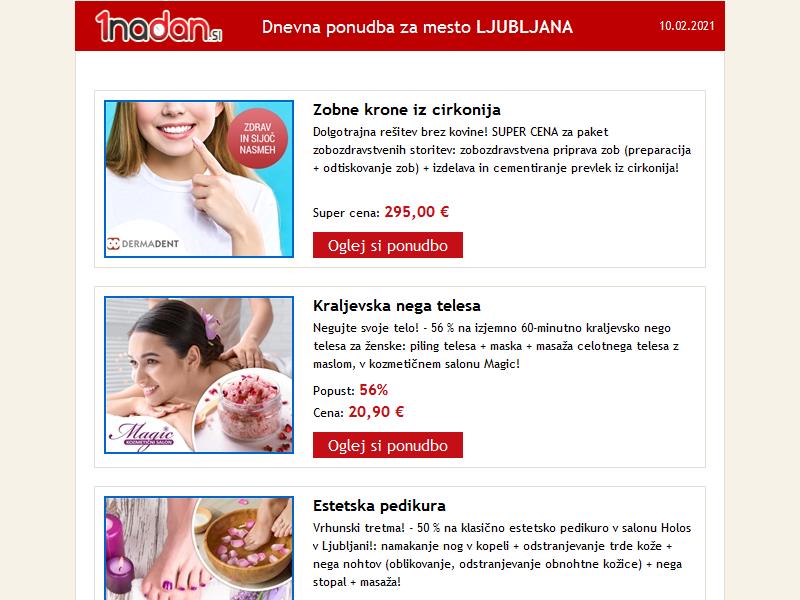 1nadan.si
Dnevna ponudba za mesto LJUBLJANA
10.02.2021
ZDRAV
IN SIJOČ
NASMEH
DERMADENT
Zobne krone iz cirkonija
Dolgotrajna rešitev brez kovine! SUPER CENA za paket
zobozdravstvenih storitev: zobozdravstvena priprava zob (preparacija
+ odtiskovanje zob) + izdelava in cementiranje prevlek iz cirkonija!
Super cena: 295,00 €
Oglej si ponudbo
Magic
KOZMETIČNI SALON
Kraljevska nega telesa
Negujte svoje telo! - 56 % na izjemno 60-minutno kraljevsko nego
telesa za ženske: piling telesa + maska + masaža celotnega telesa z
maslom, v kozmetičnem salonu Magic!
Popust: 56%
Cena: 20,90 €
Oglej si ponudbo
Estetska pedikura
Vrhunski tretma! - 50 % na klasično estetsko pedikuro v salonu Holos
v Ljubljani!: namakanje nog v kopeli + odstranjevanje trde kože +
nega nohtov (oblikovanje, odstranjevanje obnohtne kožice) + nega
stopal + masaža!